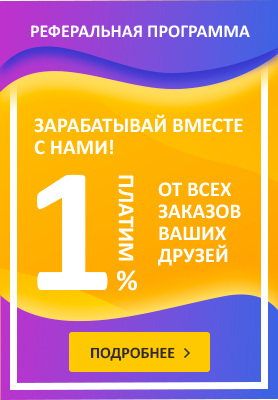 РЕФЕРАЛЬНАЯ ПРОГРАММА
ЗАРАБАТЫВАЙ ВМЕСТЕ
С НАМИ!
ПЛАТИМ
1%
ОТ ВСЕХ
ЗАКАЗОВ
ВАШИХ
ДРУЗЕЙ
ПОДРОБНЕЕ >